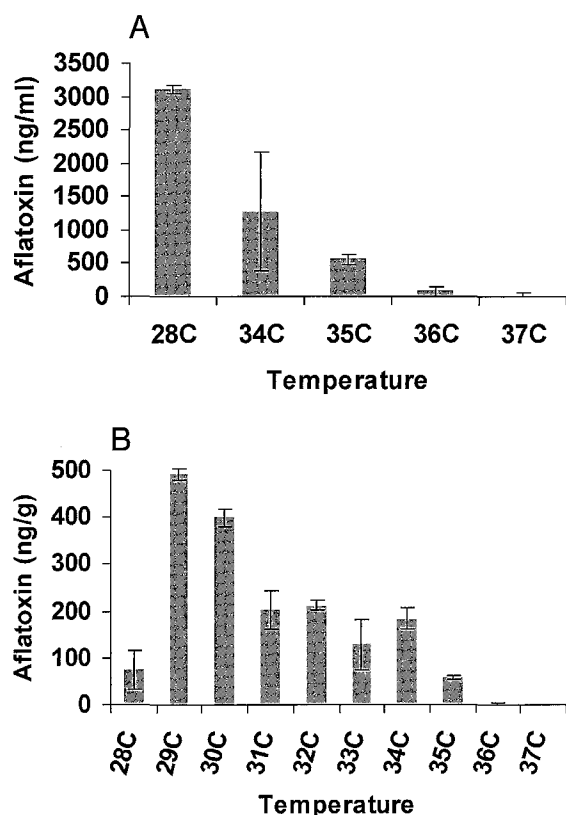 A
Aflatoxin (ng/ml)
3500
3000
2500
2000
1500
1000
500
0
28C 34C 35C 36C 37C
Temperature
B
Aflatoxin (ng/g)
500
400
300
200
100
0
28C 29C 30C 31C 32C 33C 34C 35C 36C 37C
Temperature